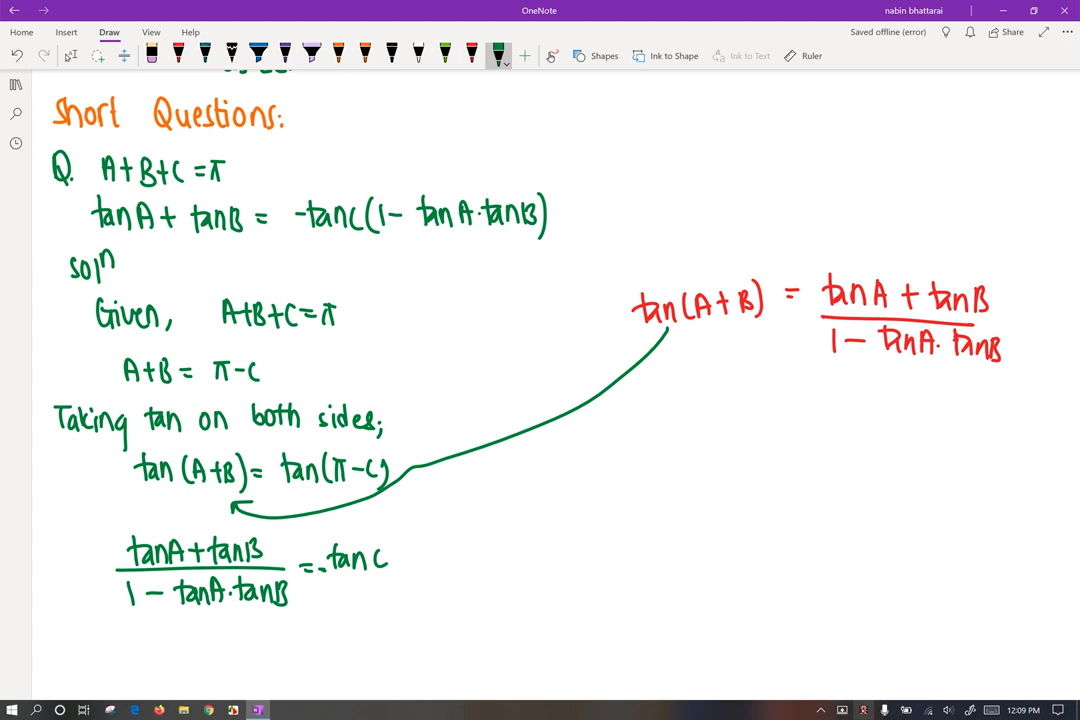 OneNote
nabin bhattarai
Home Insert Draw View Help
Saved offline (error) Share
Shapes Ink to Shape Ink to Text Ruler
Short Questions:
Q. A+B+C=π
tanA + tanB = -tanC(1- tanA·tanB)
Solⁿ
Given, A+B+C=π
A+B = π-C
Taking tan on both sides;
tan(A+B) = tan(π-C)
tanA+tanB
1 - tanA·tanB
= -tanC
tan(A+B) = tanA + tanB
1 - tanA. tanB
12:09 PM